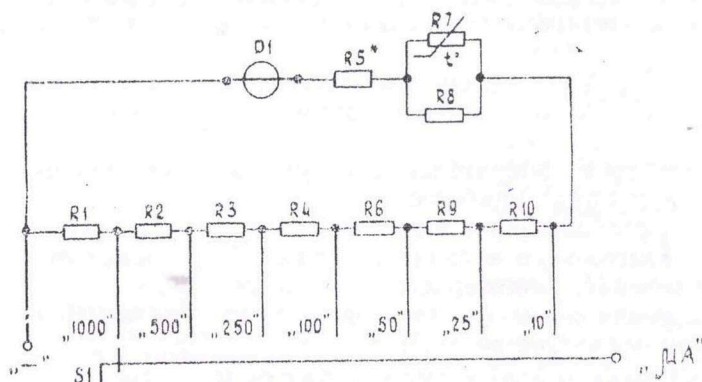 R7
D1
R5*
t°
R8
R1 R2 R3 R4 R6 R9 R10
„1000" „500" „250" „100" „50" „25" „10"
„—"
S1
„μA"